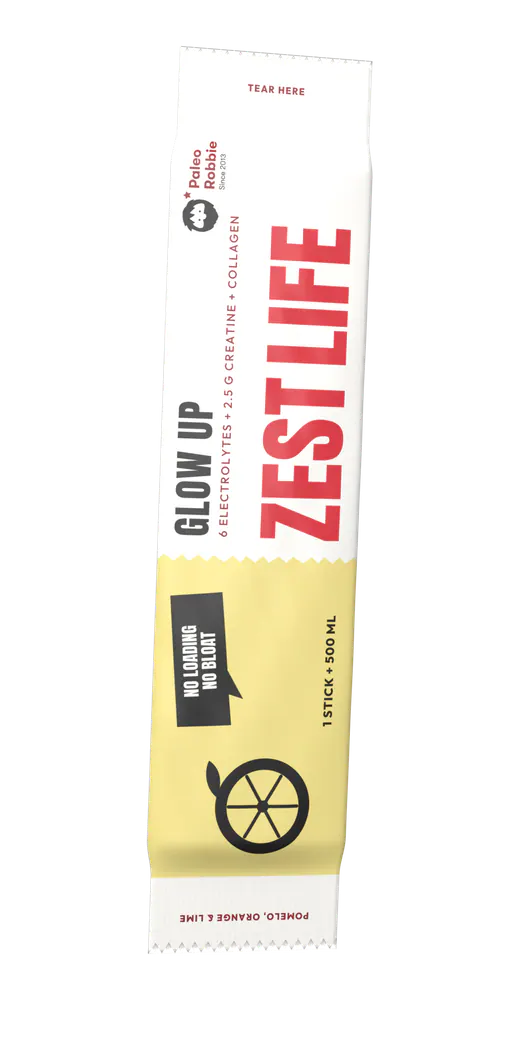 TEAR HERE
Paleo
Robbie
Since 2013
GLOW UP
6 ELECTROLYTES + 2.5 G CREATINE + COLLAGEN
ZEST LIFE
NO LOADING
NO BLOAT
1 STICK + 500 ML
POMELO, ORANGE & LIME